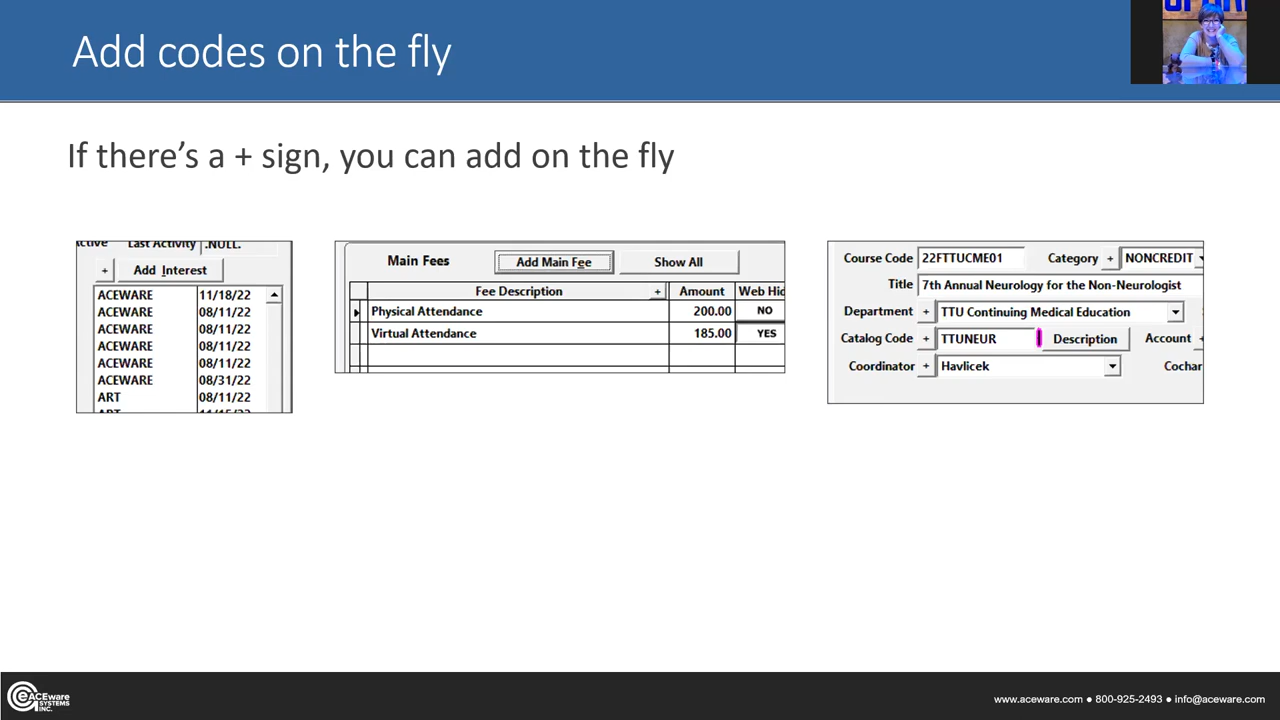 Add codes on the fly
If there's a + sign, you can add on the fly
Last Activity .NULL.
+ Add Interest
ACEWARE 11/18/22
ACEWARE 08/11/22
ACEWARE 08/11/22
ACEWARE 08/11/22
ACEWARE 08/11/22
ACEWARE 08/31/22
ART 08/11/22
Main Fees Add Main Fee Show All
Fee Description + Amount Web Hid
Physical Attendance 200.00 NO
Virtual Attendance 185.00 YES
Course Code 22FTTUCME01 Category + NONCREDIT
Title 7th Annual Neurology for the Non-Neurologist
Department + TTU Continuing Medical Education
Catalog Code + TTUNEUR Description Account +
Coordinator + Havlicek Cochar
ACEware
SYSTEMS
INC.
www.aceware.com ● 800-925-2493 ● info@aceware.com